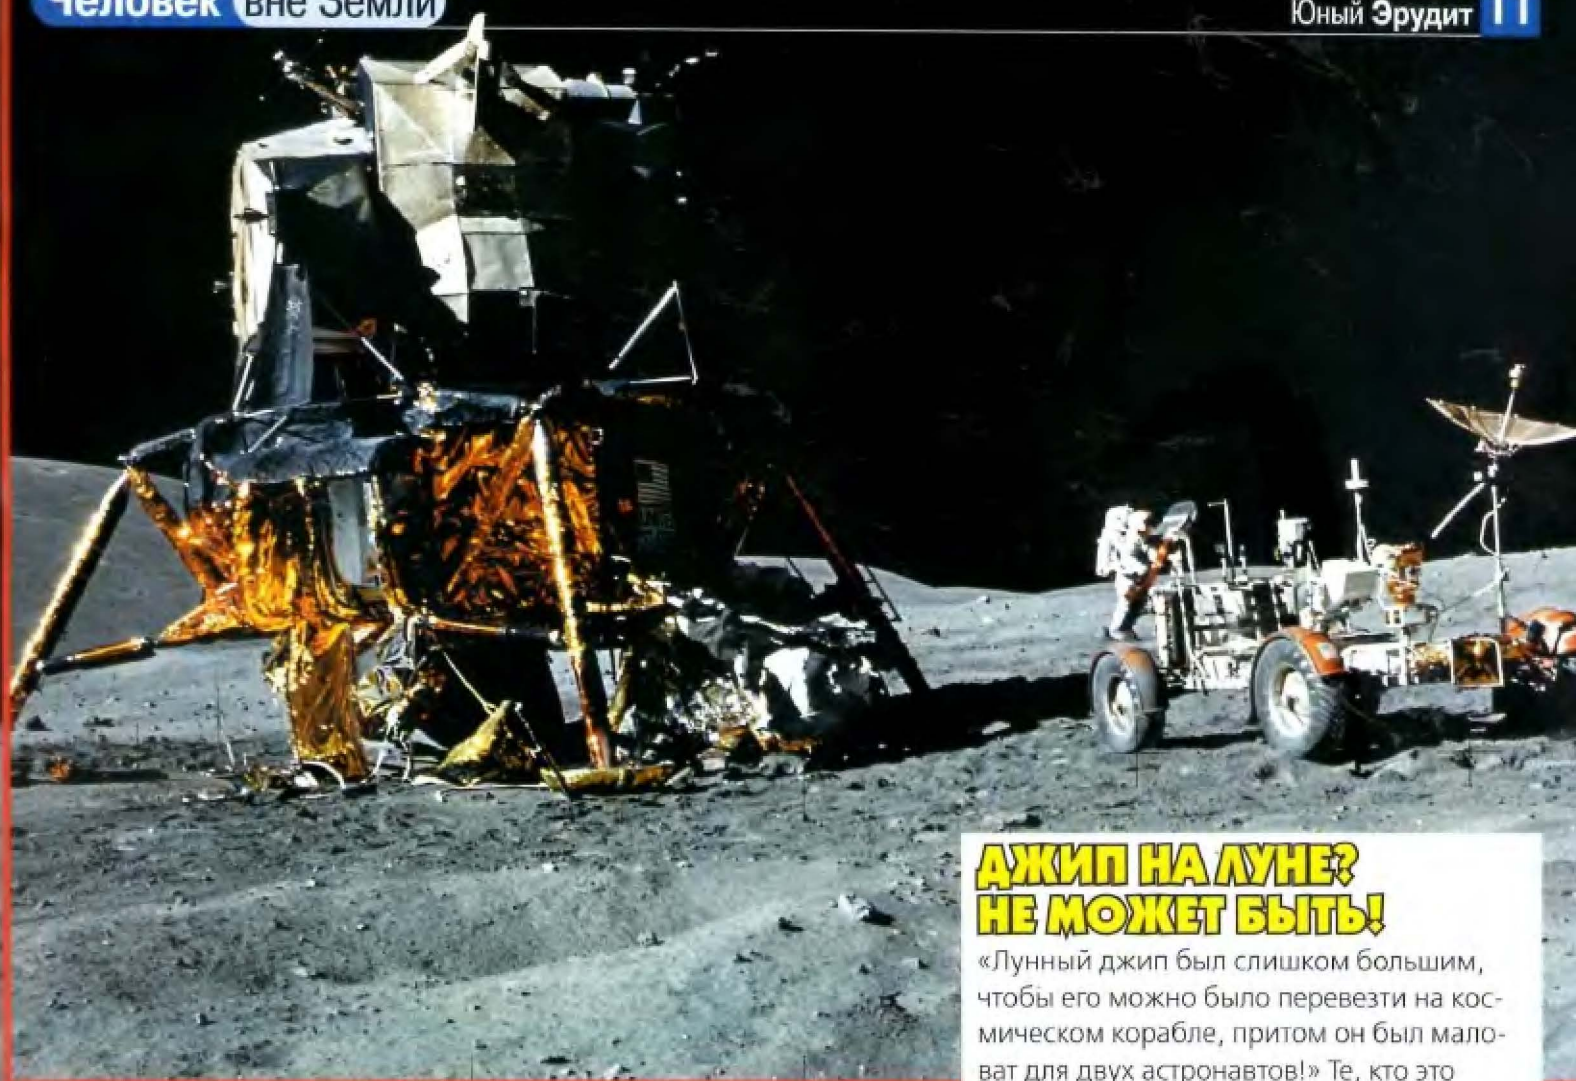 Человек вне Земли
Юный Эрудит 11
ДЖИП НА ЛУНЕ?
НЕ МОЖЕТ БЫТЬ!
«Лунный джип был слишком большим,
чтобы его можно было перевезти на кос-
мическом корабле, притом он был мало-
ват для двух астронавтов!» Те, кто это